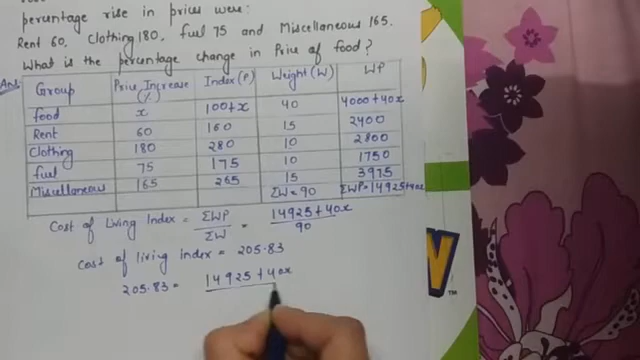 percentage rise in prices were:
Rent 60, Clothing 180, Fuel 75 and Miscellaneous 165.
What is the percentage change in Price of food?
Ans:
Group Price Increase (%) Index (P) Weight (W) WP
food x 100+x 40 4000+40x
Rent 60 160 15 2400
Clothing 180 280 10 2800
fuel 75 175 10 1750
Miscellaneous 165 265 15 3975
ΣW = 90 ΣWP = 14925+40x
Cost of Living Index = ΣWP/ΣW = 14925+40x/90
Cost of living index = 205.83
205.83 = 14925+40x
TM